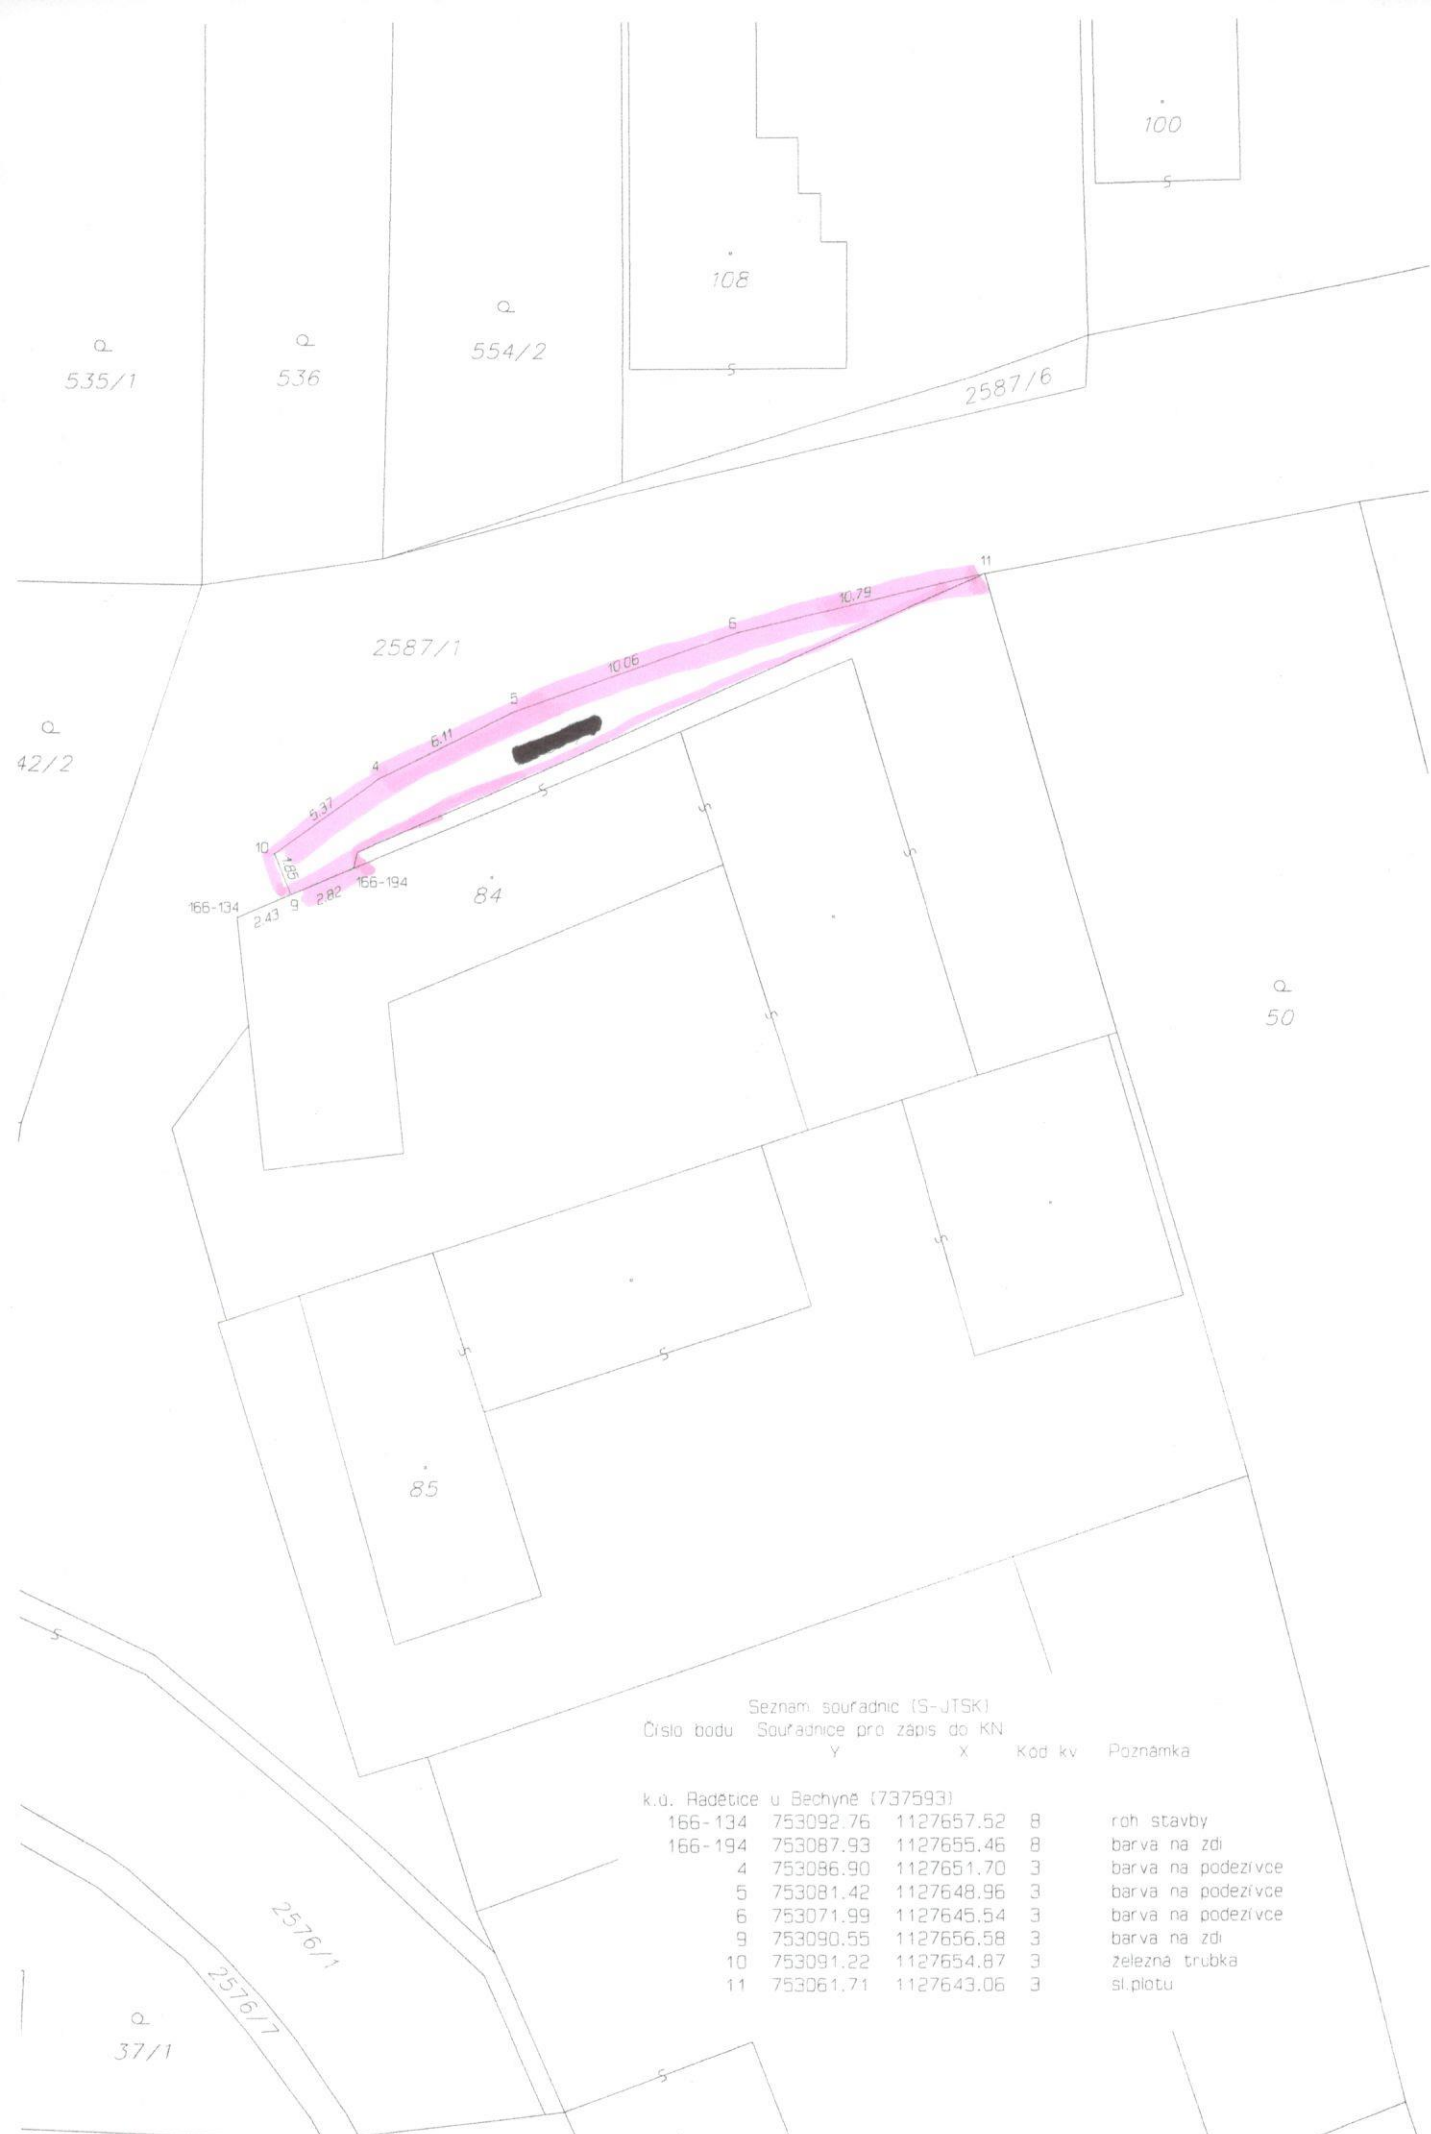 100
108
554/2
535/1
536
2587/6
11
10.79
6
2587/1
10.06
5
6.11
42/2
4
5.37
10
1.85
166-194
9
2.82
166-134
2.43
84
50
85
Seznam souřadnic (S-JTSK)
Číslo bodu Souřadnice pro zápis do KN
Y X Kód kv Poznámka
k.ú. Radětice u Bechyně (737593)
166-134 753092.76 1127657.52 8 roh stavby
166-194 753087.93 1127655.46 8 barva na zdi
4 753086.90 1127651.70 3 barva na podezívce
5 753081.42 1127648.96 3 barva na podezívce
6 753071.99 1127645.54 3 barva na podezívce
9 753090.55 1127656.58 3 barva na zdi
10 753091.22 1127654.87 3 železná trubka
11 753061.71 1127643.06 3 sl.plotu
2576/1
2576/7
37/1